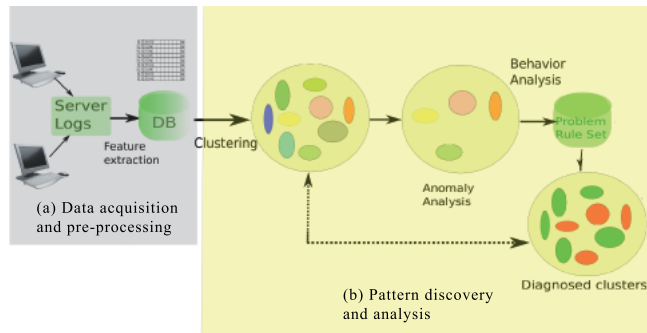 Server
Logs
DB
Feature
extraction
(a) Data acquisition
and pre-processing
Clustering
Anomaly
Analysis
Behavior
Analysis
Problem
Rule Set
Diagnosed clusters
(b) Pattern discovery
and analysis